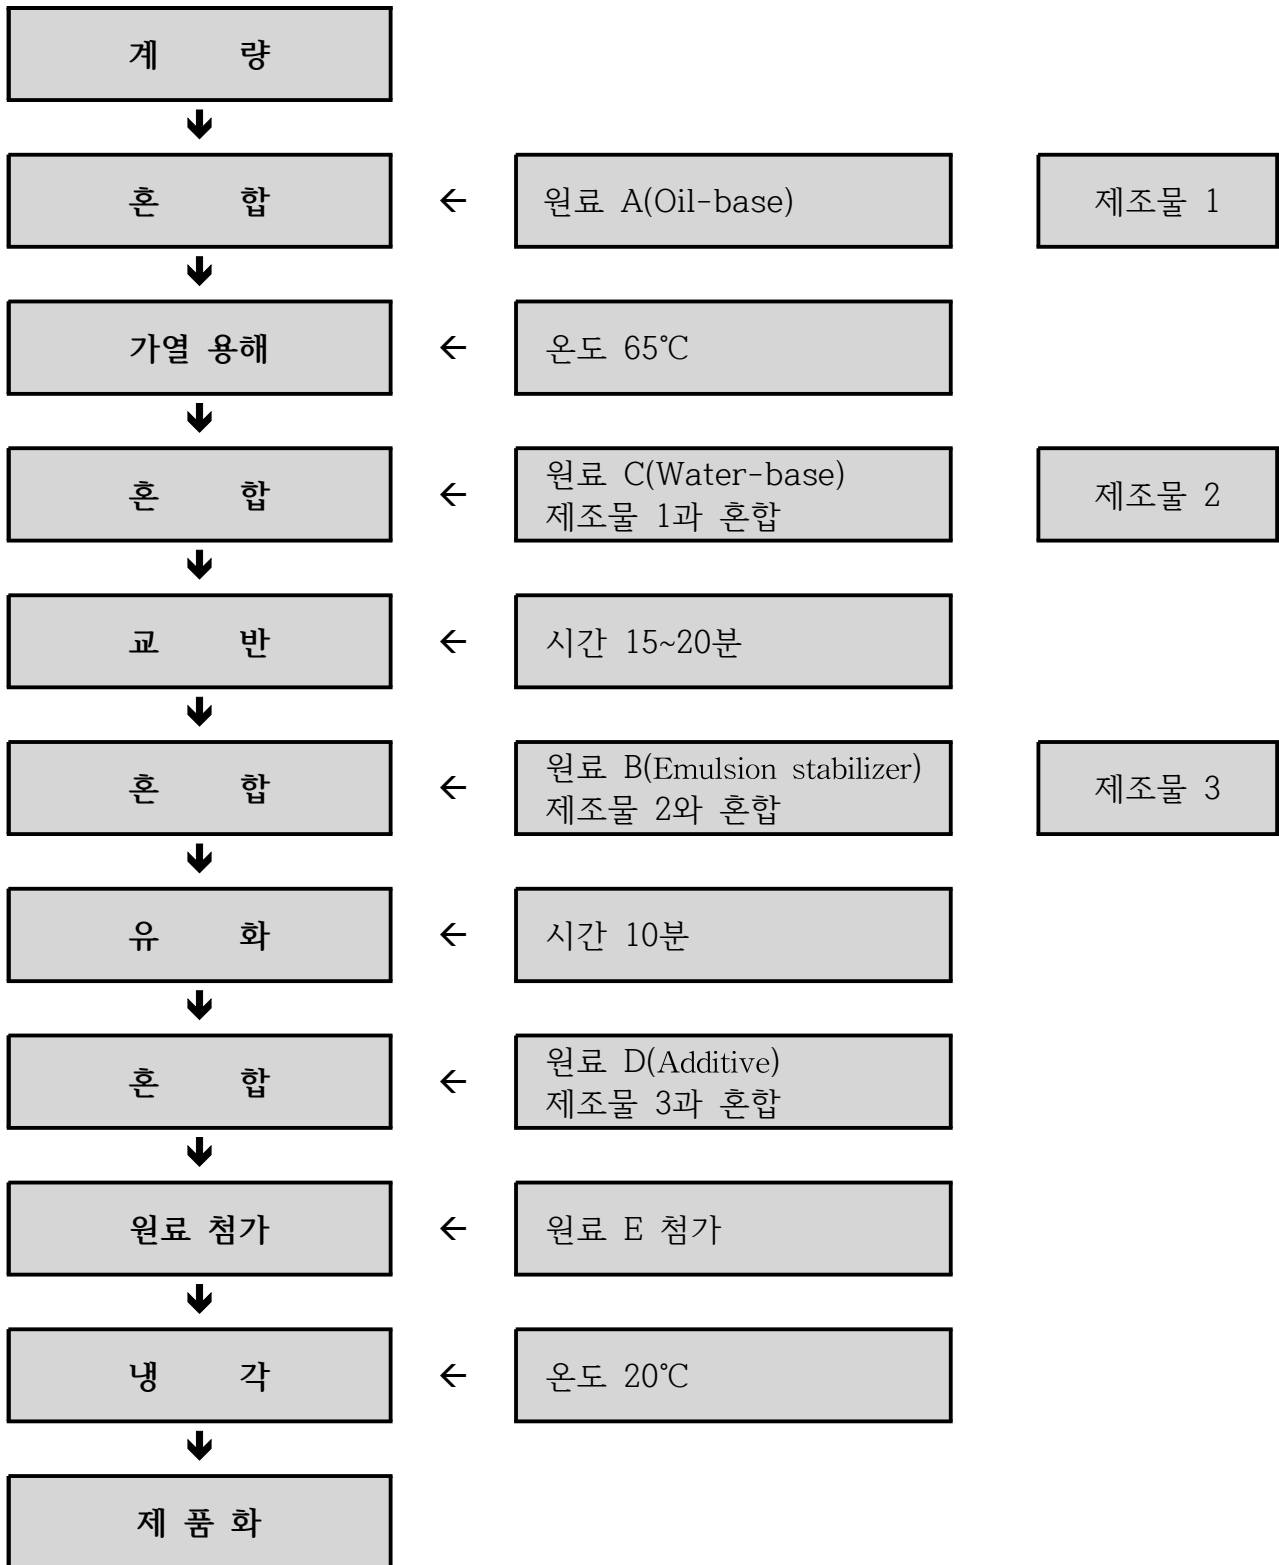 계 량
혼 합 ← 원료 A(Oil-base) 제조물 1
가열 용해 ← 온도 65℃
원료 C(Water-base)
혼 합 ← 제조물 2
제조물 1과 혼합
교 반 ← 시간 15~20분
원료 B(Emulsion stabilizer)
혼 합 ← 제조물 3
제조물 2와 혼합
유 화 ← 시간 10분
원료 D(Additive)
혼 합 ←
제조물 3과 혼합
원료 첨가 ← 원료 E 첨가
냉 각 ← 온도 20℃
제 품 화